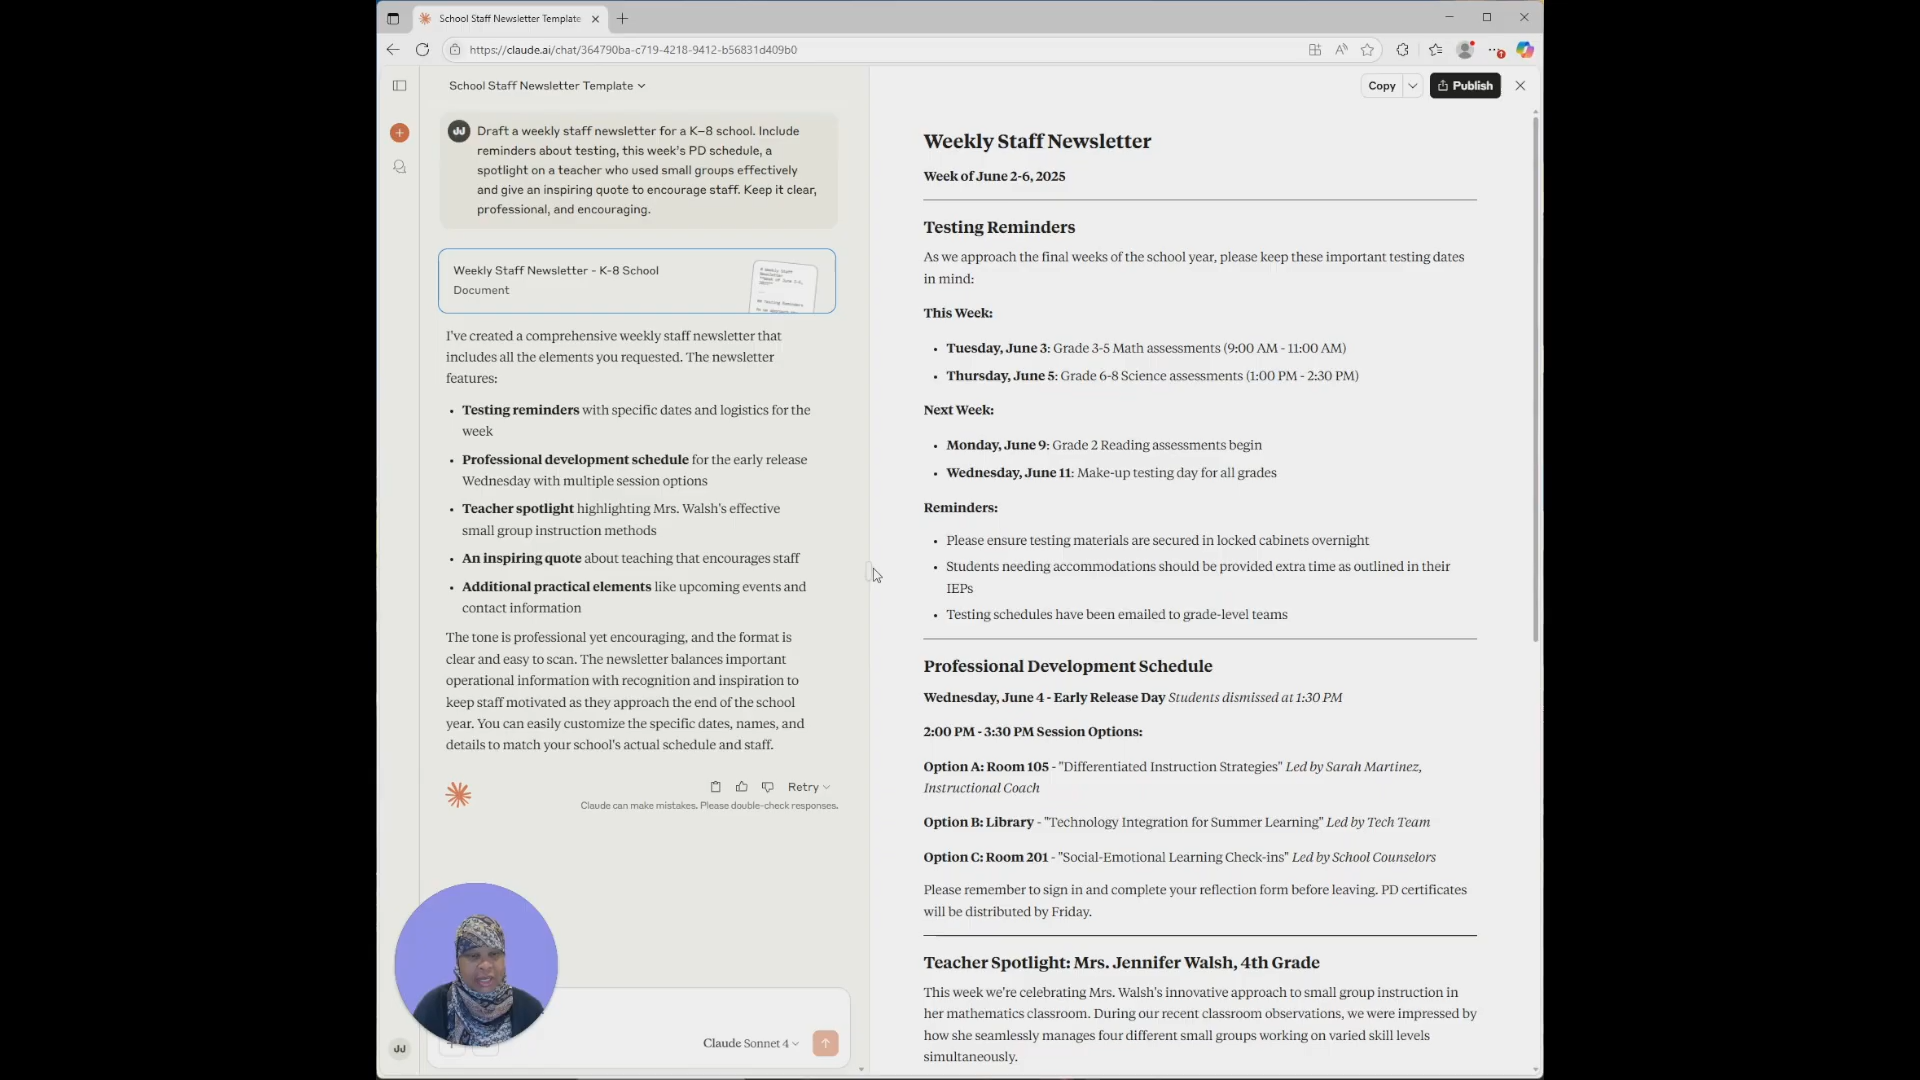 School Staff Newsletter Template
https://claude.ai/chat/364790ba-c719-4218-9412-b56831d409b0
School Staff Newsletter Template
Copy
Publish
JJ
Draft a weekly staff newsletter for a K–8 school. Include
reminders about testing, this week's PD schedule, a
spotlight on a teacher who used small groups effectively
and give an inspiring quote to encourage staff. Keep it clear,
professional, and encouraging.
Weekly Staff Newsletter - K-8 School
Document
I've created a comprehensive weekly staff newsletter that
includes all the elements you requested. The newsletter
features:
• Testing reminders with specific dates and logistics for the
week
• Professional development schedule for the early release
Wednesday with multiple session options
• Teacher spotlight highlighting Mrs. Walsh's effective
small group instruction methods
• An inspiring quote about teaching that encourages staff
• Additional practical elements like upcoming events and
contact information
The tone is professional yet encouraging, and the format is
clear and easy to scan. The newsletter balances important
operational information with recognition and inspiration to
keep staff motivated as they approach the end of the school
year. You can easily customize the specific dates, names, and
details to match your school's actual schedule and staff.
Retry
Claude can make mistakes. Please double-check responses.
Claude Sonnet 4
JJ
Weekly Staff Newsletter
Week of June 2-6, 2025
Testing Reminders
As we approach the final weeks of the school year, please keep these important testing dates
in mind:
This Week:
• Tuesday, June 3: Grade 3-5 Math assessments (9:00 AM - 11:00 AM)
• Thursday, June 5: Grade 6-8 Science assessments (1:00 PM - 2:30 PM)
Next Week:
• Monday, June 9: Grade 2 Reading assessments begin
• Wednesday, June 11: Make-up testing day for all grades
Reminders:
• Please ensure testing materials are secured in locked cabinets overnight
• Students needing accommodations should be provided extra time as outlined in their
IEPs
• Testing schedules have been emailed to grade-level teams
Professional Development Schedule
Wednesday, June 4 - Early Release Day Students dismissed at 1:30 PM
2:00 PM - 3:30 PM Session Options:
Option A: Room 105 - "Differentiated Instruction Strategies" Led by Sarah Martinez,
Instructional Coach
Option B: Library - "Technology Integration for Summer Learning" Led by Tech Team
Option C: Room 201 - "Social-Emotional Learning Check-ins" Led by School Counselors
Please remember to sign in and complete your reflection form before leaving. PD certificates
will be distributed by Friday.
Teacher Spotlight: Mrs. Jennifer Walsh, 4th Grade
This week we're celebrating Mrs. Walsh's innovative approach to small group instruction in
her mathematics classroom. During our recent classroom observations, we were impressed by
how she seamlessly manages four different small groups working on varied skill levels
simultaneously.